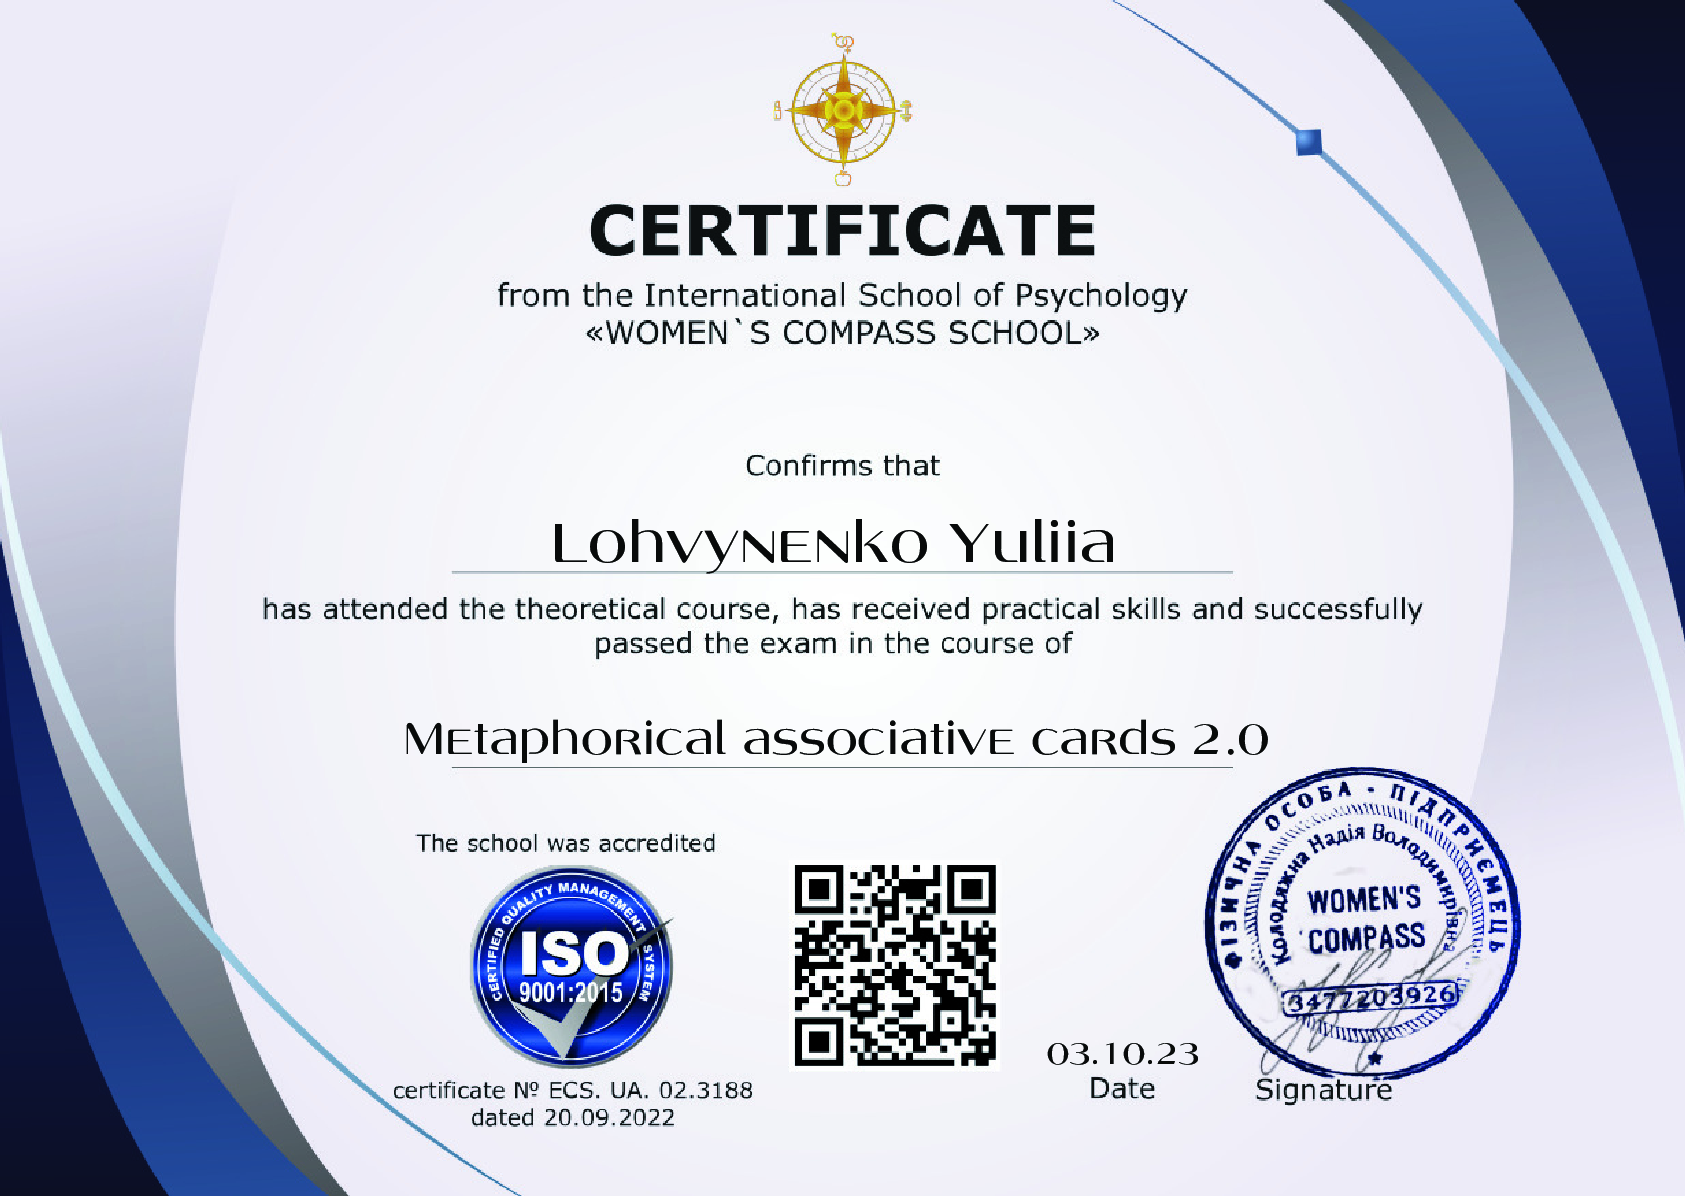 CERTIFICATE
from the International School of Psychology
«WOMEN`S COMPASS SCHOOL»
Confirms that
Lohvynenko Yuliia
has attended the theoretical course, has received practical skills and successfully
passed the exam in the course of
Metaphorical associative cards 2.0
The school was accredited
CERTIFIED QUALITY MANAGEMENT SYSTEM
ISO
9001:2015
certificate № ECS. UA. 02.3188
dated 20.09.2022
03.10.23
Date
ФІЗИЧНА ОСОБА - ПІДПРИЄМЕЦЬ
Колодяжна Надія Володимирівна
WOMEN'S
COMPASS
3477203926
Signature